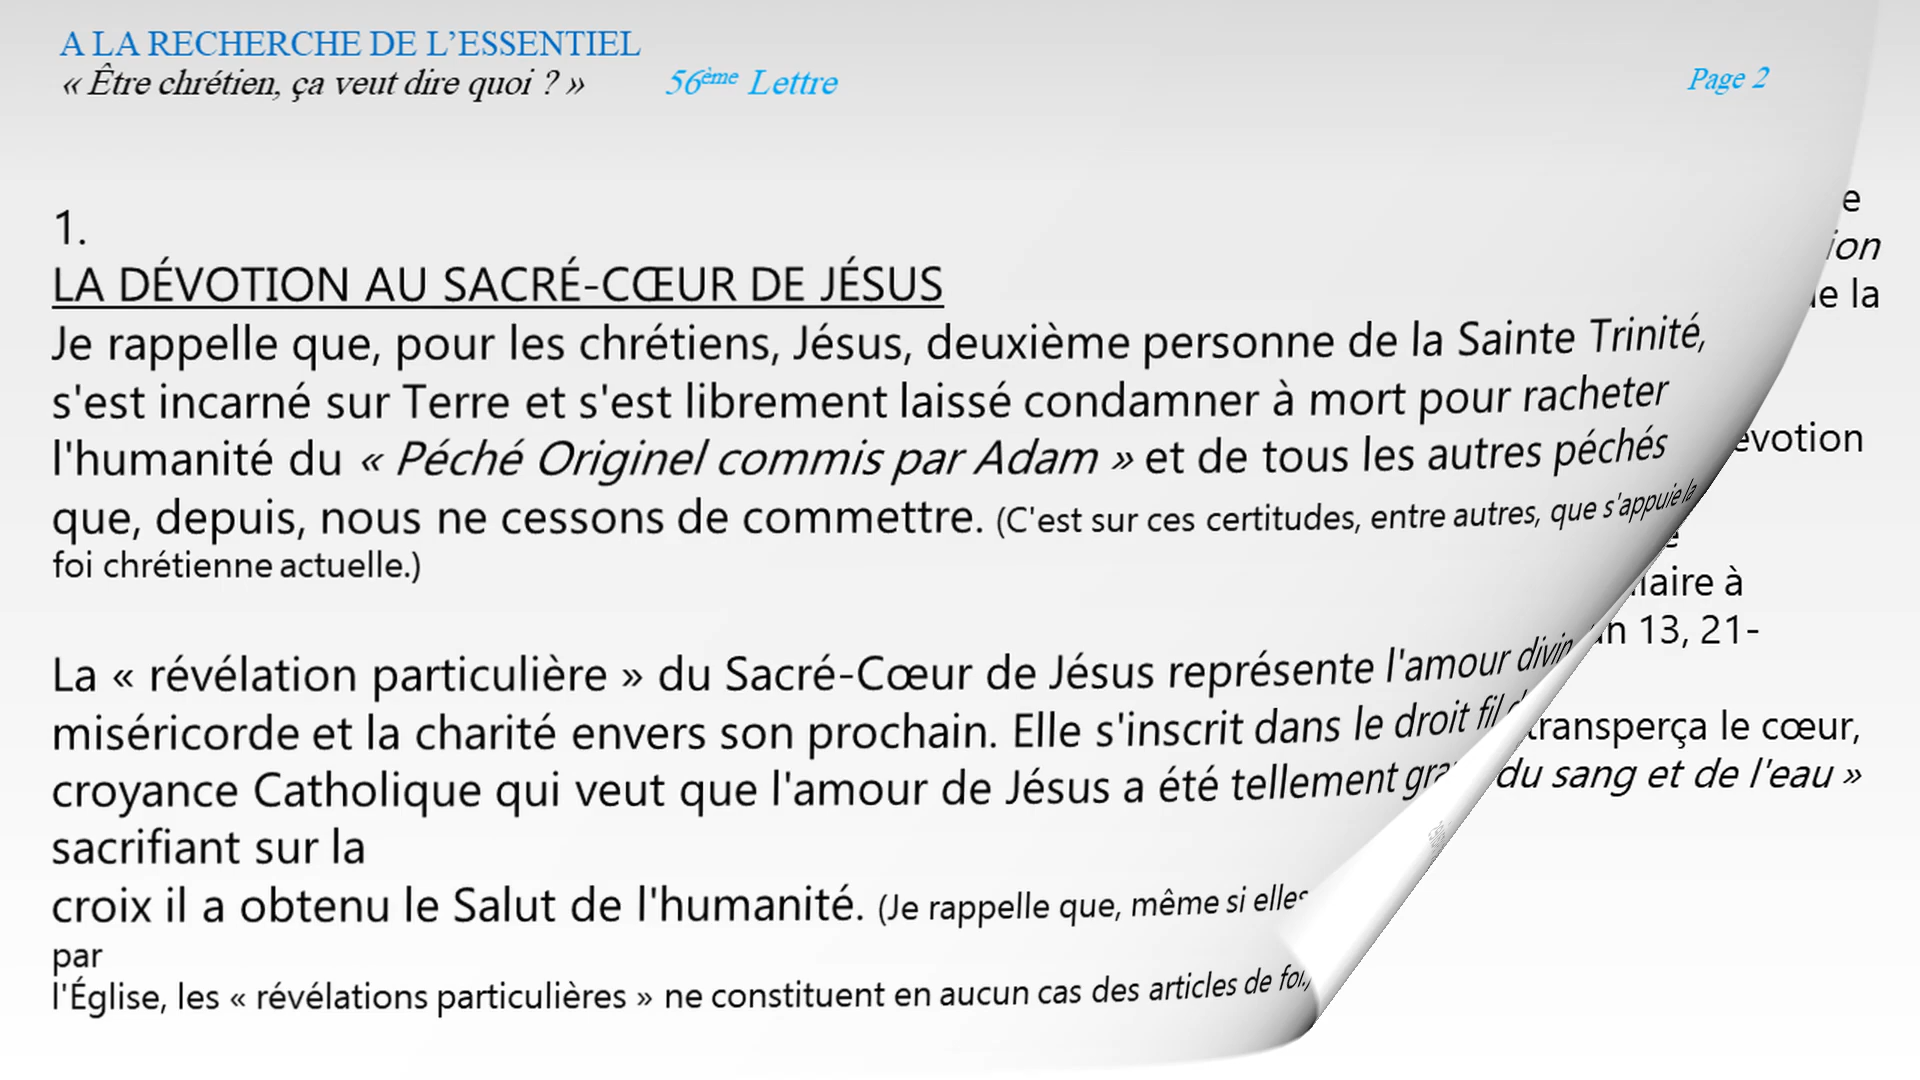 A LA RECHERCHE DE L’ESSENTIEL
« Être chrétien, ça veut dire quoi ? » 56ème Lettre Page 2
1.
LA DÉVOTION AU SACRÉ-CŒUR DE JÉSUS
Je rappelle que, pour les chrétiens, Jésus, deuxième personne de la Sainte Trinité,
s'est incarné sur Terre et s'est librement laissé condamner à mort pour racheter
l'humanité du « Péché Originel commis par Adam » et de tous les autres péchés
que, depuis, nous ne cessons de commettre. (C'est sur ces certitudes, entre autres, que s'appuie la
foi chrétienne actuelle.)
La « révélation particulière » du Sacré-Cœur de Jésus représente l'amour divin
miséricorde et la charité envers son prochain. Elle s'inscrit dans le droit fil
croyance Catholique qui veut que l'amour de Jésus a été tellement
sacrifiant sur la
croix il a obtenu le Salut de l'humanité. (Je rappelle que, même si elles
par
l'Église, les « révélations particulières » ne constituent en aucun cas des articles de foi.)
la
à
13, 21-
transperça le cœur,
du sang et de l'eau »